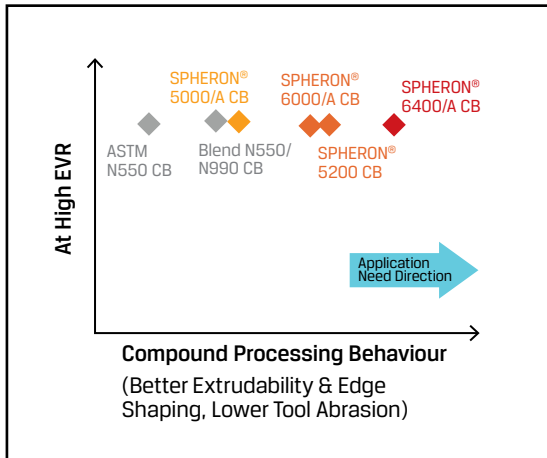 SPHERON®
5000/A CB
SPHERON®
6000/A CB
SPHERON®
6400/A CB
ASTM
N550 CB
Blend N550/
N990 CB
SPHERON®
5200 CB
At High EVR
Application
Need Direction
Compound Processing Behaviour
(Better Extrudability & Edge
Shaping, Lower Tool Abrasion)